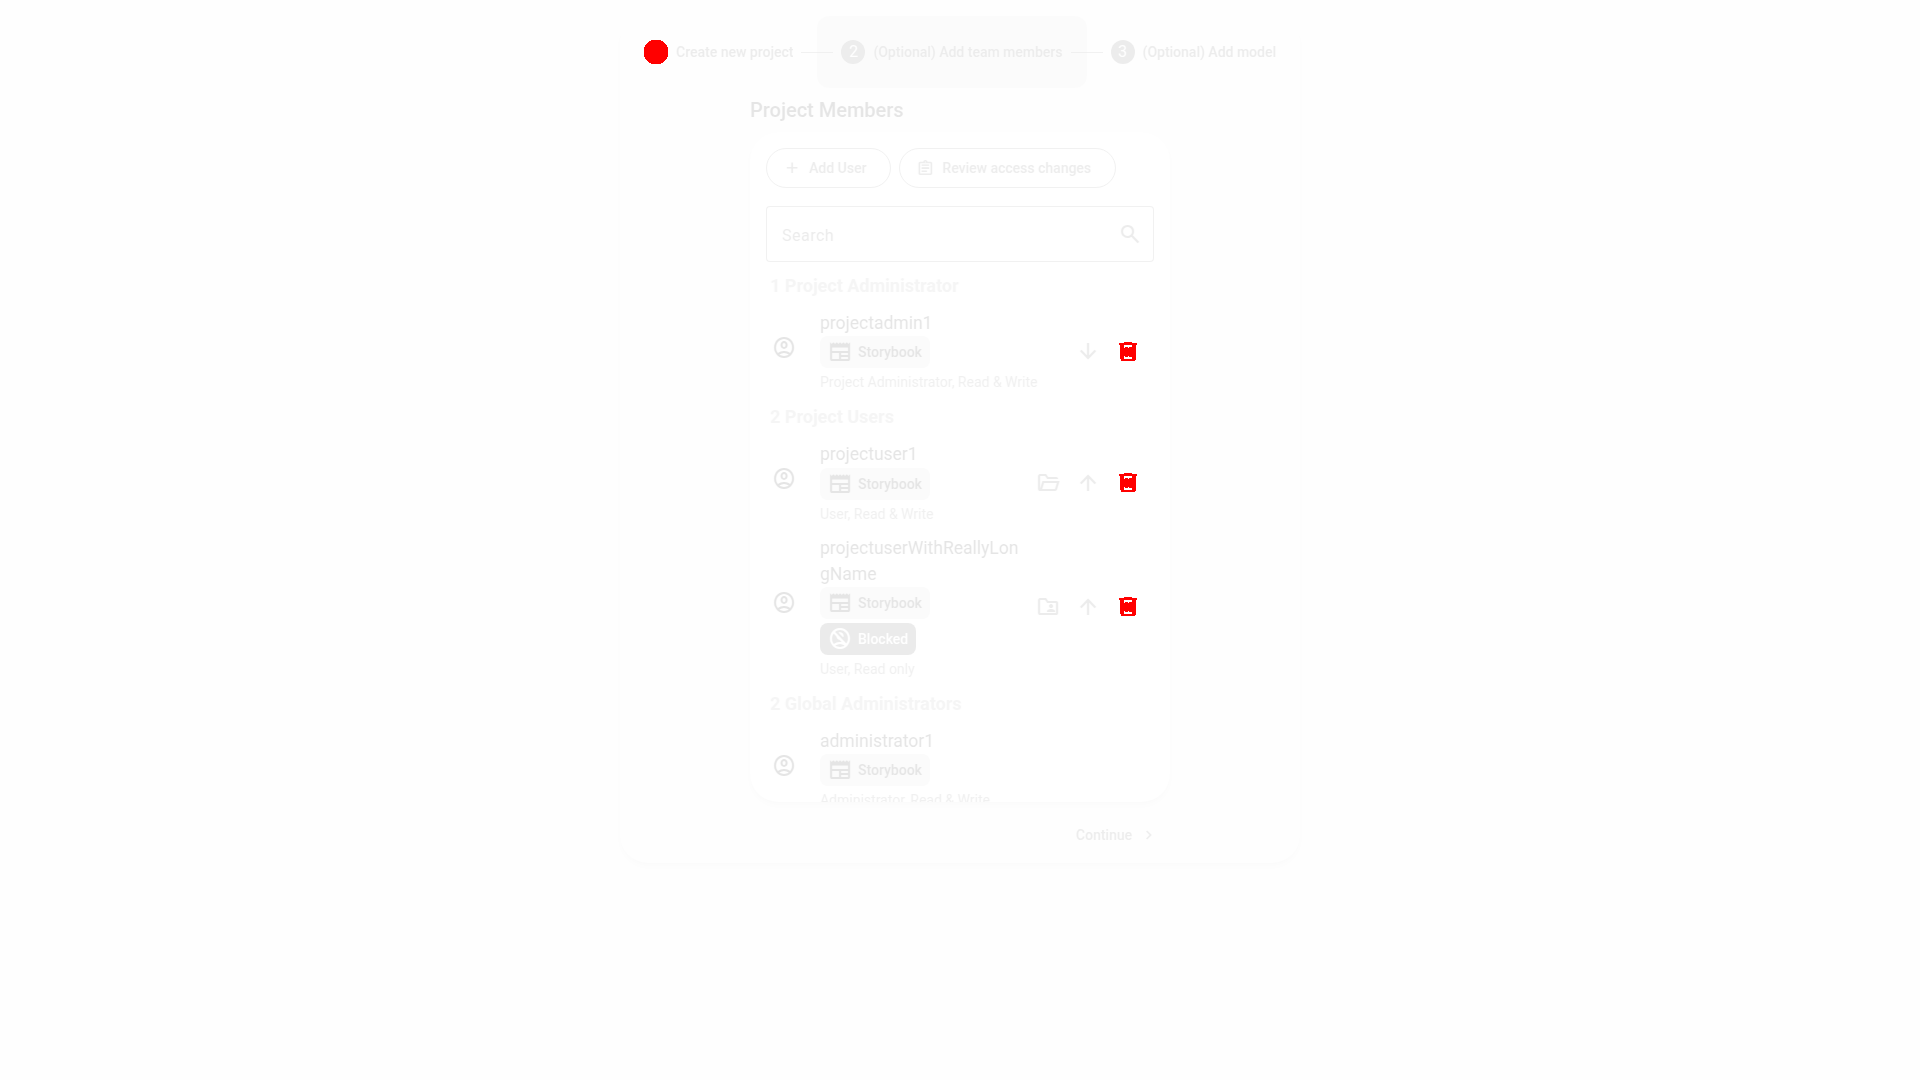 Create new project
2 (Optional) Add team members
3 (Optional) Add model
Project Members
Add User
Review access changes
Search
1 Project Administrator
projectadmin1
Storybook
Project Administrator, Read & Write
2 Project Users
projectuser1
Storybook
User, Read & Write
projectuserWithReallyLon
gName
Storybook
Blocked
User, Read only
2 Global Administrators
administrator1
Storybook
Administrator, Read & Write
Continue